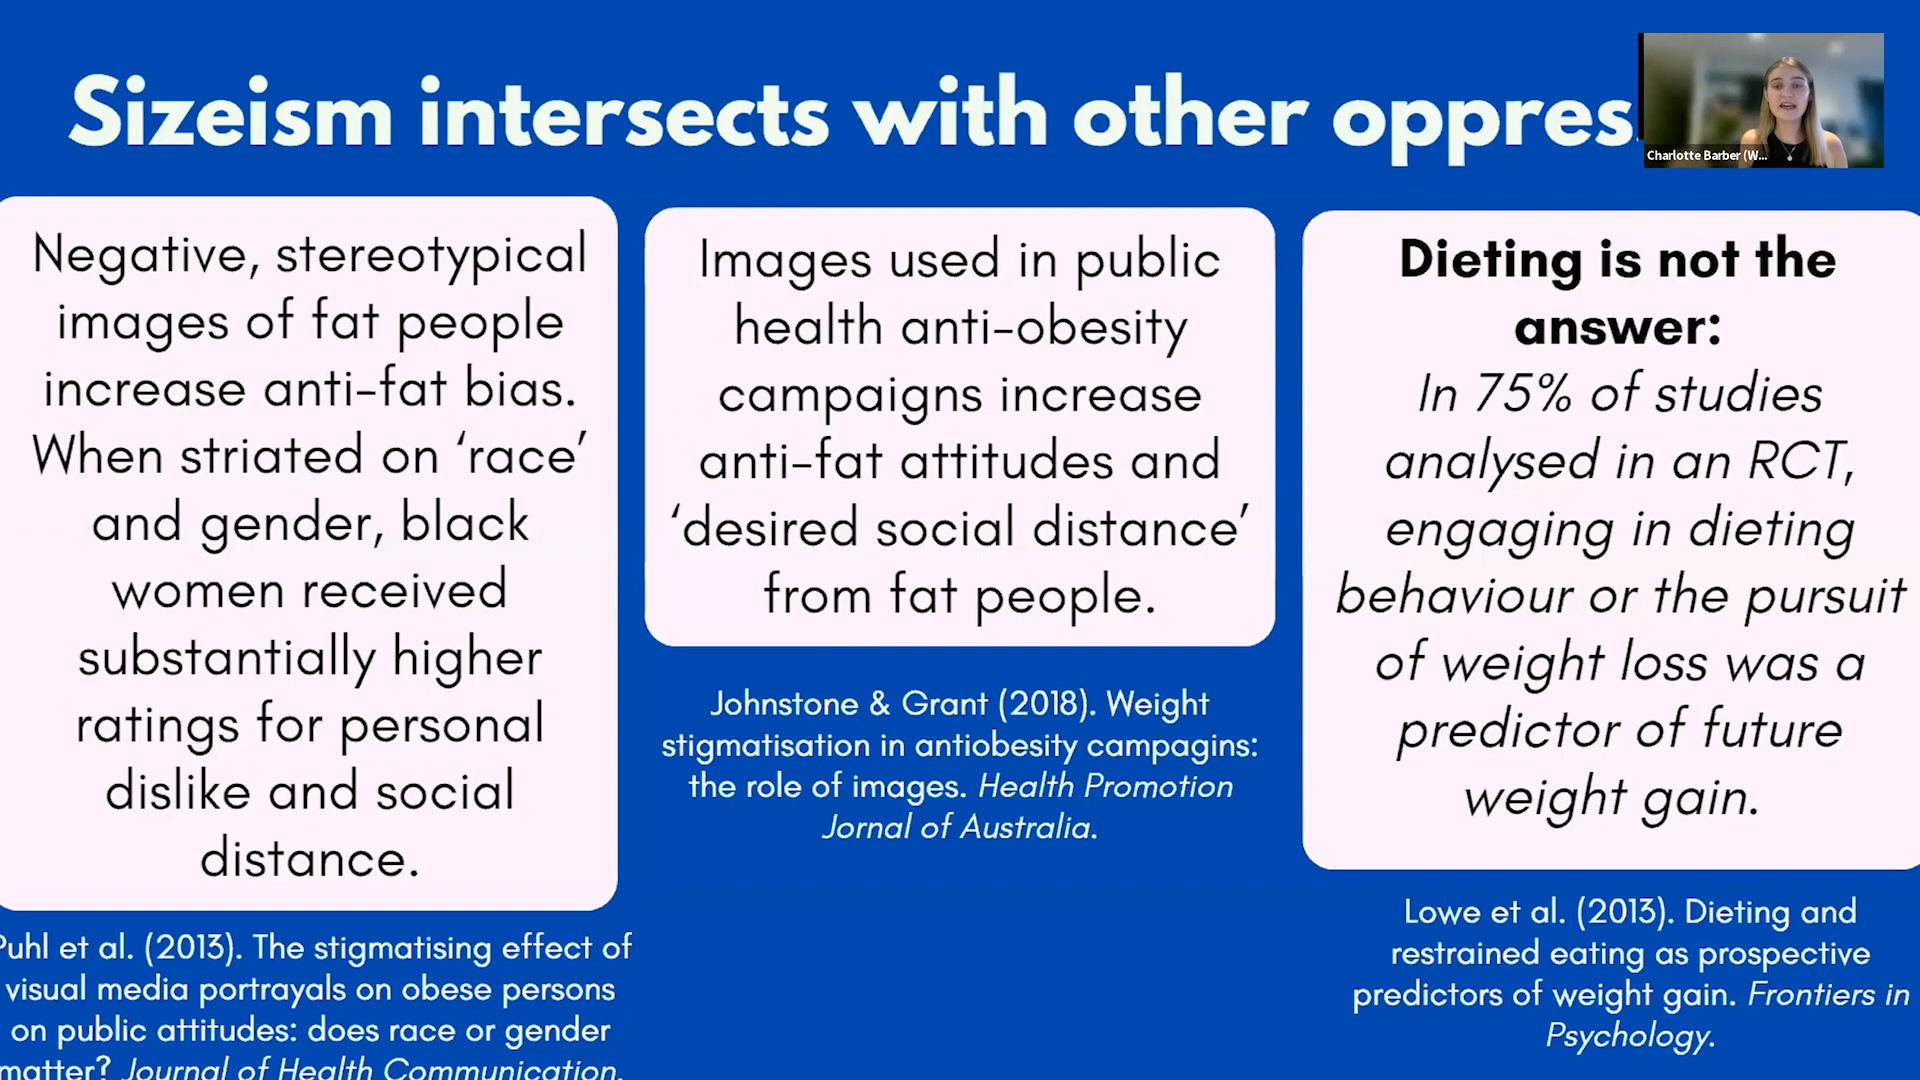 Sizeism intersects with other oppres
Charlotte Barber (W...
Negative, stereotypical
images of fat people
increase anti-fat bias.
When striated on ‘race’
and gender, black
women received
substantially higher
ratings for personal
dislike and social
distance.
Puhl et al. (2013). The stigmatising effect of
visual media portrayals on obese persons
on public attitudes: does race or gender
matter? Journal of Health Communication.
Images used in public
health anti-obesity
campaigns increase
anti-fat attitudes and
‘desired social distance’
from fat people.
Johnstone & Grant (2018). Weight
stigmatisation in antiobesity campagins:
the role of images. Health Promotion
Jornal of Australia.
Dieting is not the
answer:
In 75% of studies
analysed in an RCT,
engaging in dieting
behaviour or the pursuit
of weight loss was a
predictor of future
weight gain.
Lowe et al. (2013). Dieting and
restrained eating as prospective
predictors of weight gain. Frontiers in
Psychology.